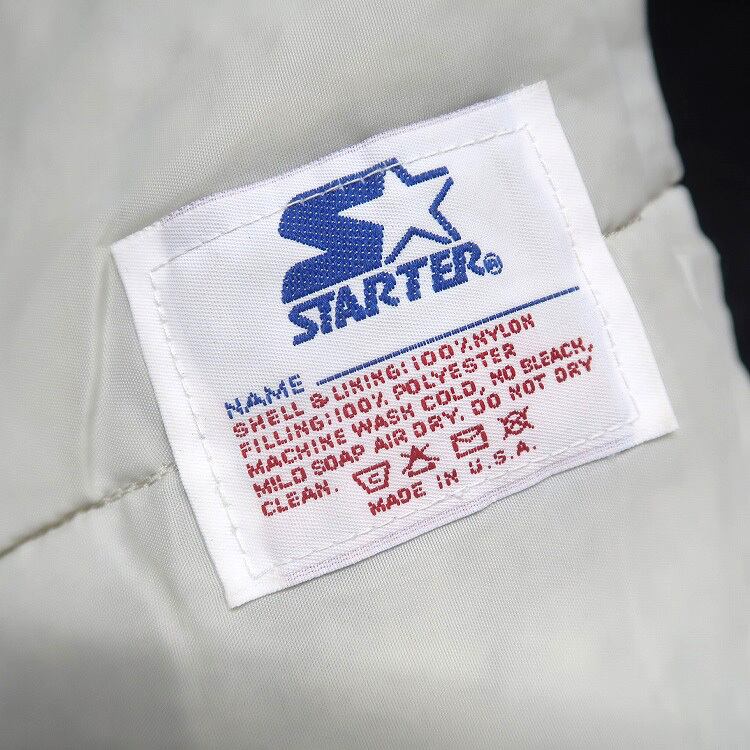 STARTER®
NAME
SHELL & LINING:100%NYLON
FILLING:100% POLYESTER
MACHINE WASH COLD, NO BLEACH,
MILD SOAP AIR DRY. DO NOT DRY
CLEAN.
MADE IN U.S.A.